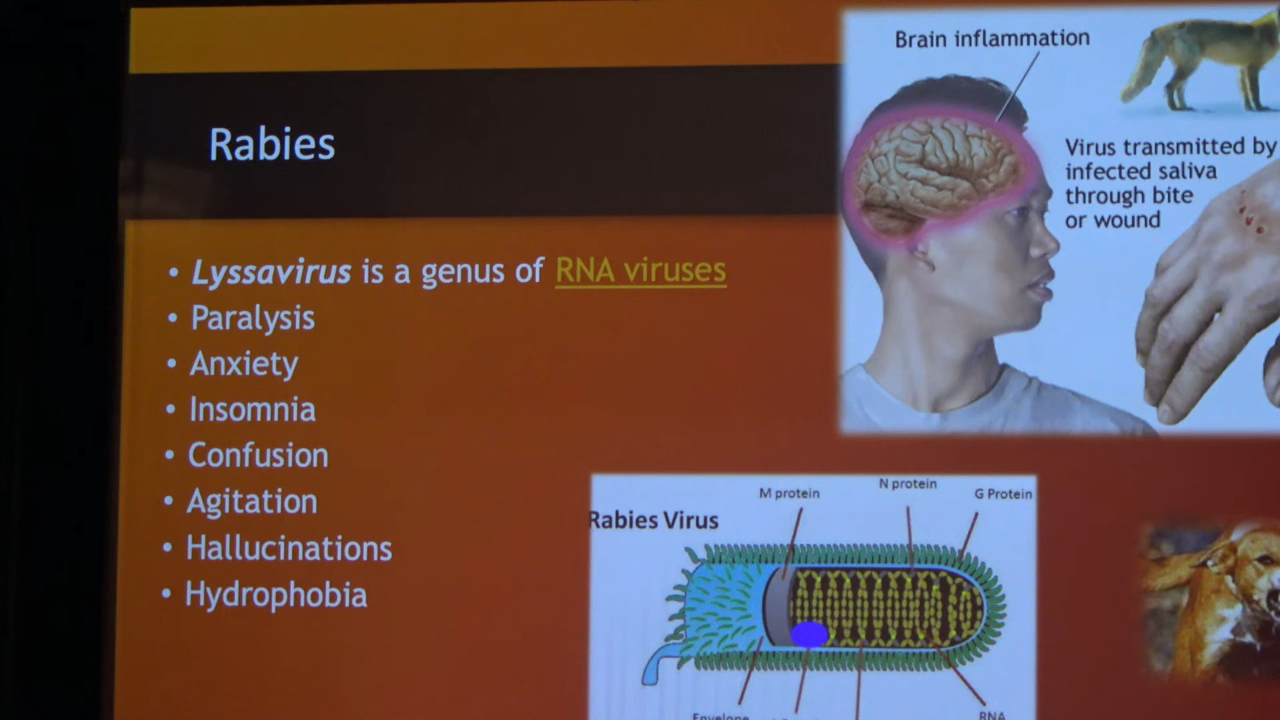 Rabies
• Lyssavirus is a genus of RNA viruses
• Paralysis
• Anxiety
• Insomnia
• Confusion
• Agitation
• Hallucinations
• Hydrophobia
Brain inflammation
Virus transmitted by
infected saliva
through bite
or wound
Rabies Virus
M protein
N protein
G Protein
Envelope
RNA